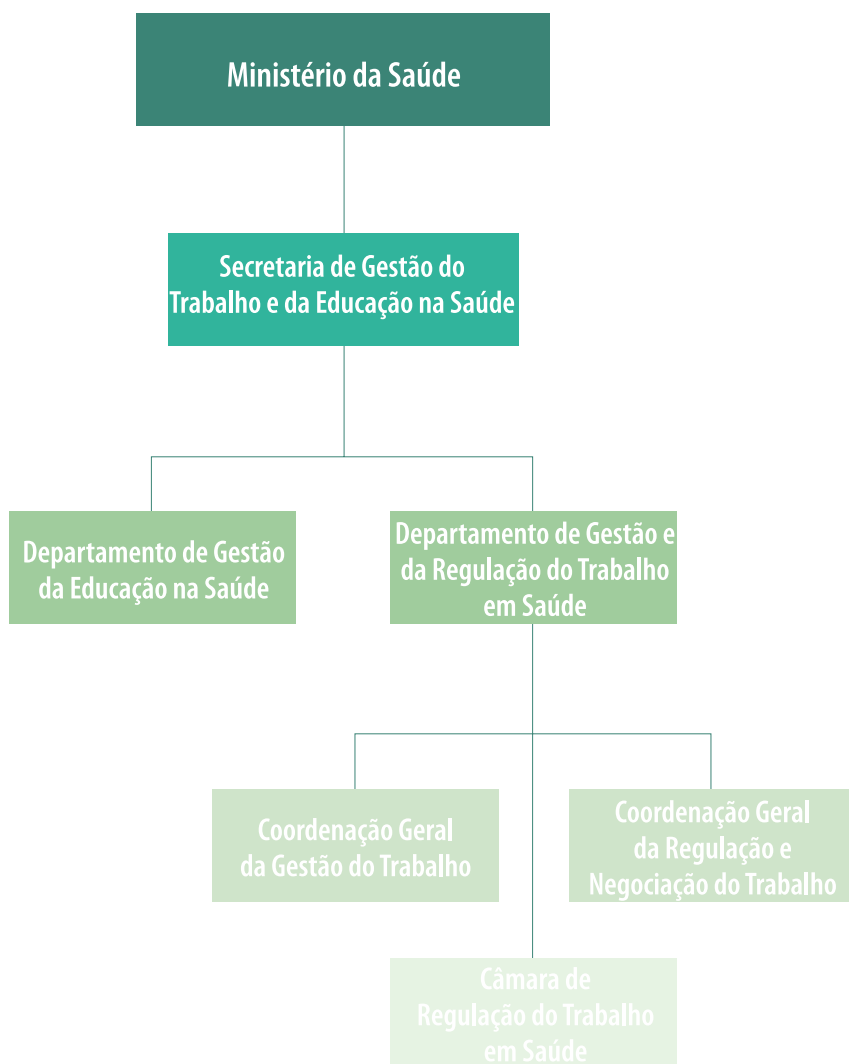 Ministério da Saúde
Secretaria de Gestão do
Trabalho e da Educação na Saúde
Departamento de Gestão
da Educação na Saúde
Departamento de Gestão e
da Regulação do Trabalho
em Saúde
Coordenação Geral
da Gestão do Trabalho
Coordenação Geral
da Regulação e
Negociação do Trabalho
Câmara de
Regulação do Trabalho
em Saúde